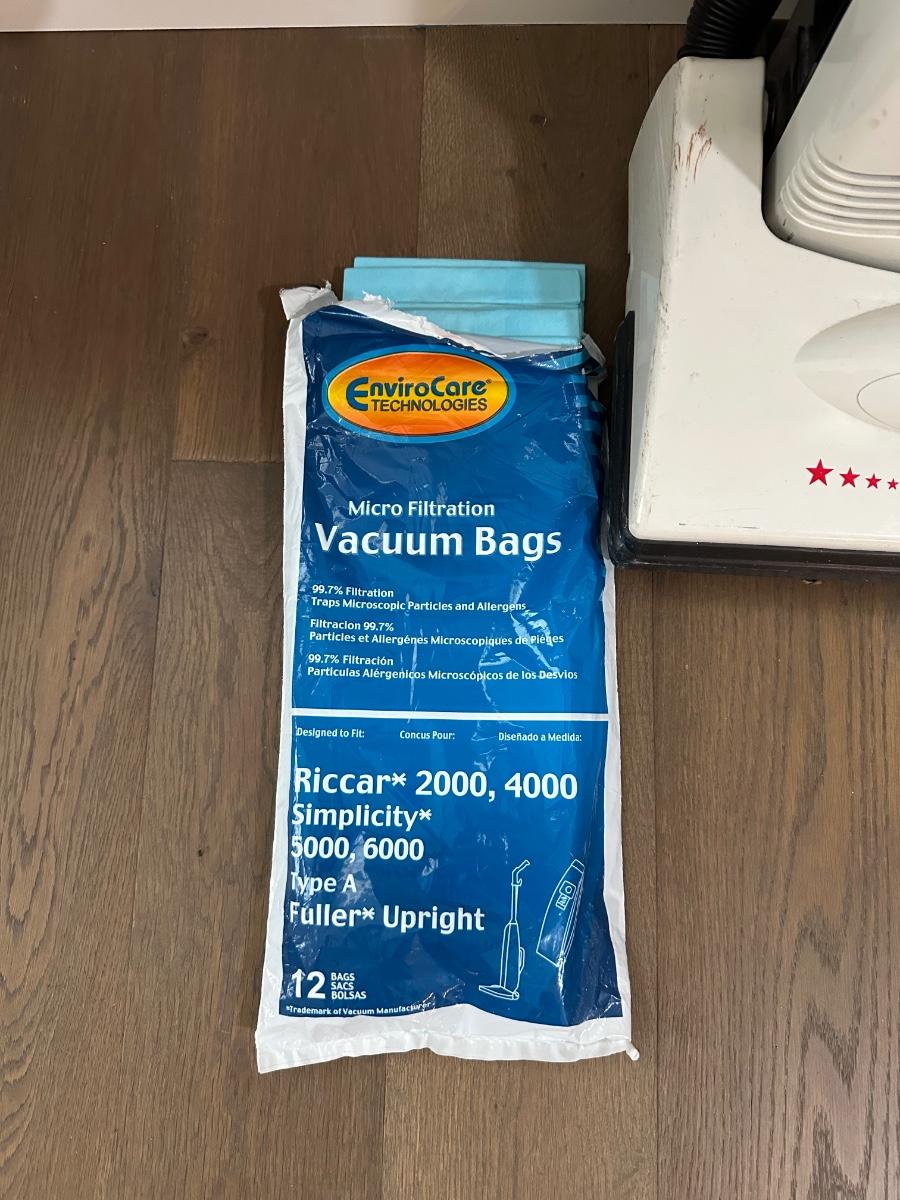 EnviroCare®
TECHNOLOGIES
Micro Filtration
Vacuum Bags
99.7% Filtration
Traps Microscopic Particles and Allergens
Filtracion 99.7%
Particles et Allergénes Microscopiques de Piéges
99.7% Filtración
Particulas Alérgenicos Microscópicos de los Desvios
Designed to Fit: Concus Pour: Diseñado a Medida:
Riccar* 2000, 4000
Simplicity*
5000, 6000
Type A
Fuller* Upright
12 BAGS
SACS
BOLSAS
*Trademark of Vacuum Manufacturer